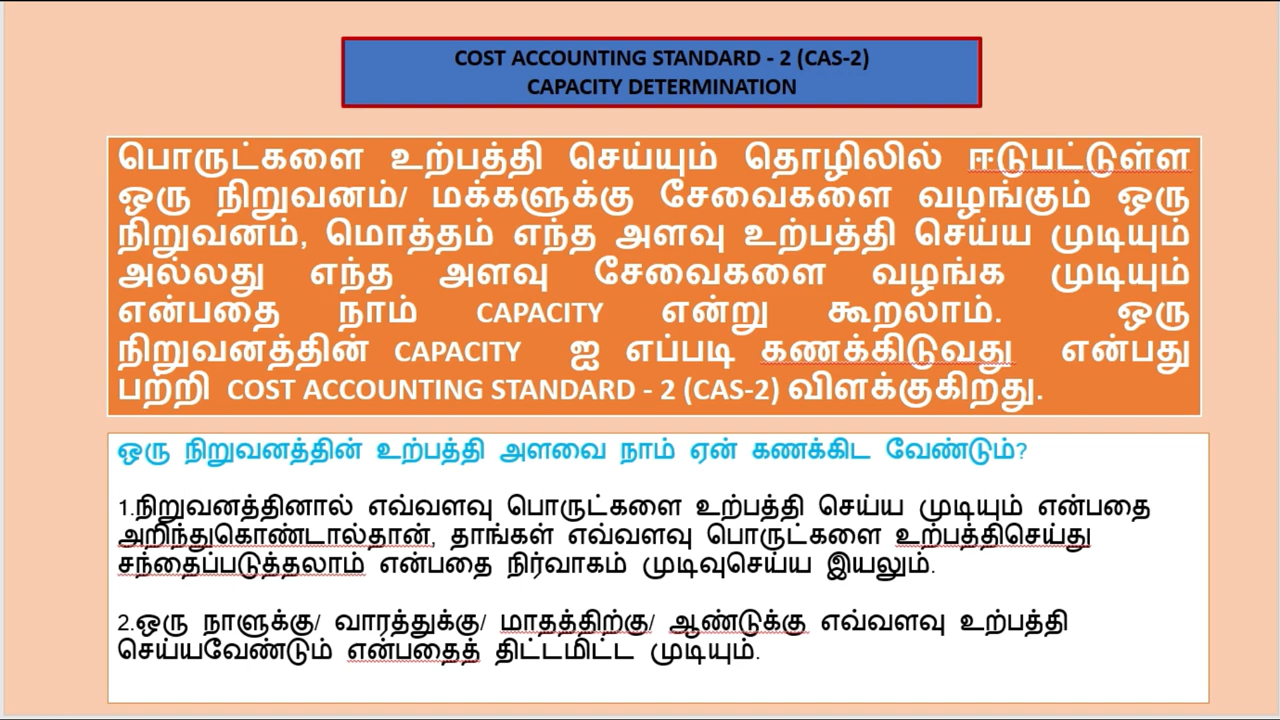 COST ACCOUNTING STANDARD - 2 (CAS-2)
CAPACITY DETERMINATION
பொருட்களை உற்பத்தி செய்யும் தொழிலில் ஈடுபட்டுள்ள
ஒரு நிறுவனம்/ மக்களுக்கு சேவைகளை வழங்கும் ஒரு
நிறுவனம், மொத்தம் எந்த அளவு உற்பத்தி செய்ய முடியும்
அல்லது எந்த அளவு சேவைகளை வழங்க முடியும்
என்பதை நாம் CAPACITY என்று கூறலாம். ஒரு
நிறுவனத்தின் CAPACITY ஐ எப்படி கணக்கிடுவது என்பது
பற்றி COST ACCOUNTING STANDARD - 2 (CAS-2) விளக்குகிறது.
ஒரு நிறுவனத்தின் உற்பத்தி அளவை நாம் ஏன் கணக்கிட வேண்டும்?
1.நிறுவனத்தினால் எவ்வளவு பொருட்களை உற்பத்தி செய்ய முடியும் என்பதை
அறிந்துகொண்டால்தான், தாங்கள் எவ்வளவு பொருட்களை உற்பத்திசெய்து
சந்தைப்படுத்தலாம் என்பதை நிர்வாகம் முடிவுசெய்ய இயலும்.
2.ஒரு நாளுக்கு/ வாரத்துக்கு/ மாதத்திற்கு/ ஆண்டுக்கு எவ்வளவு உற்பத்தி
செய்யவேண்டும் என்பதைத் திட்டமிட்ட முடியும்.